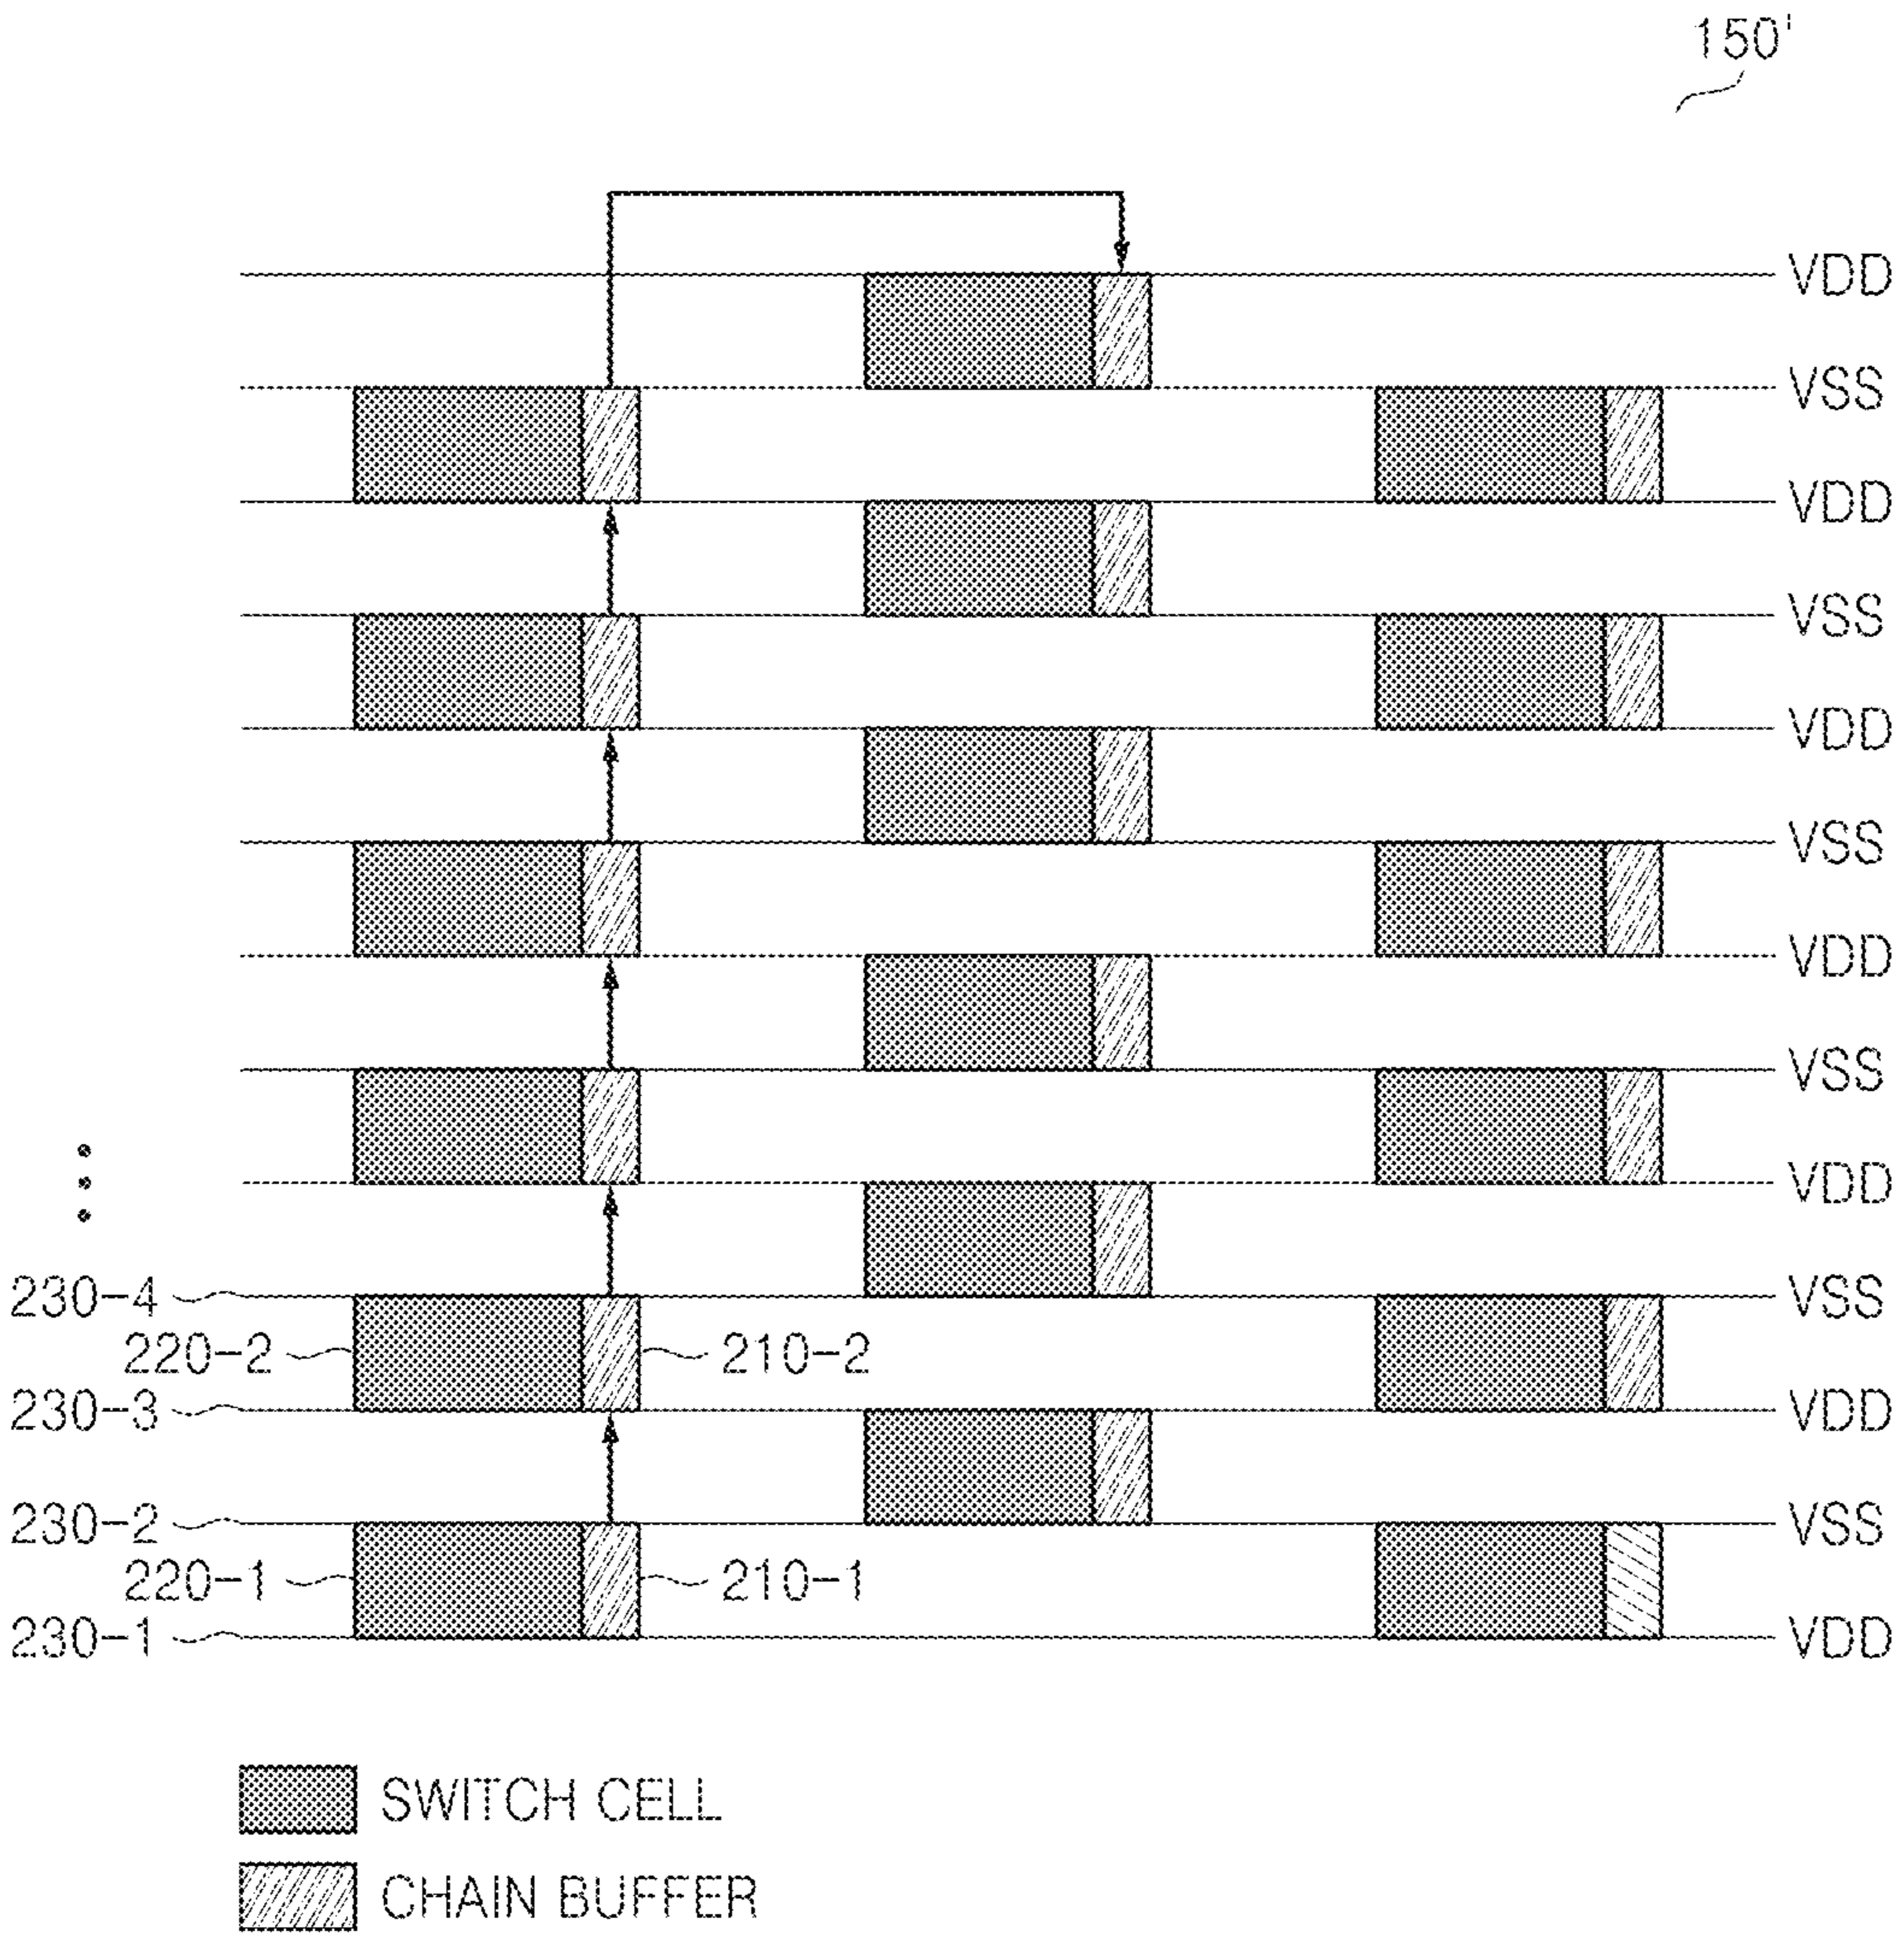 150'
VDD
VSS
VDD
VSS
VDD
VSS
VDD
VSS
VDD
230-4 VSS
220-2 210-2
230-3 VDD
230-2 VSS
220-1 210-1
230-1 VDD
SWITCH CELL
CHAIN BUFFER